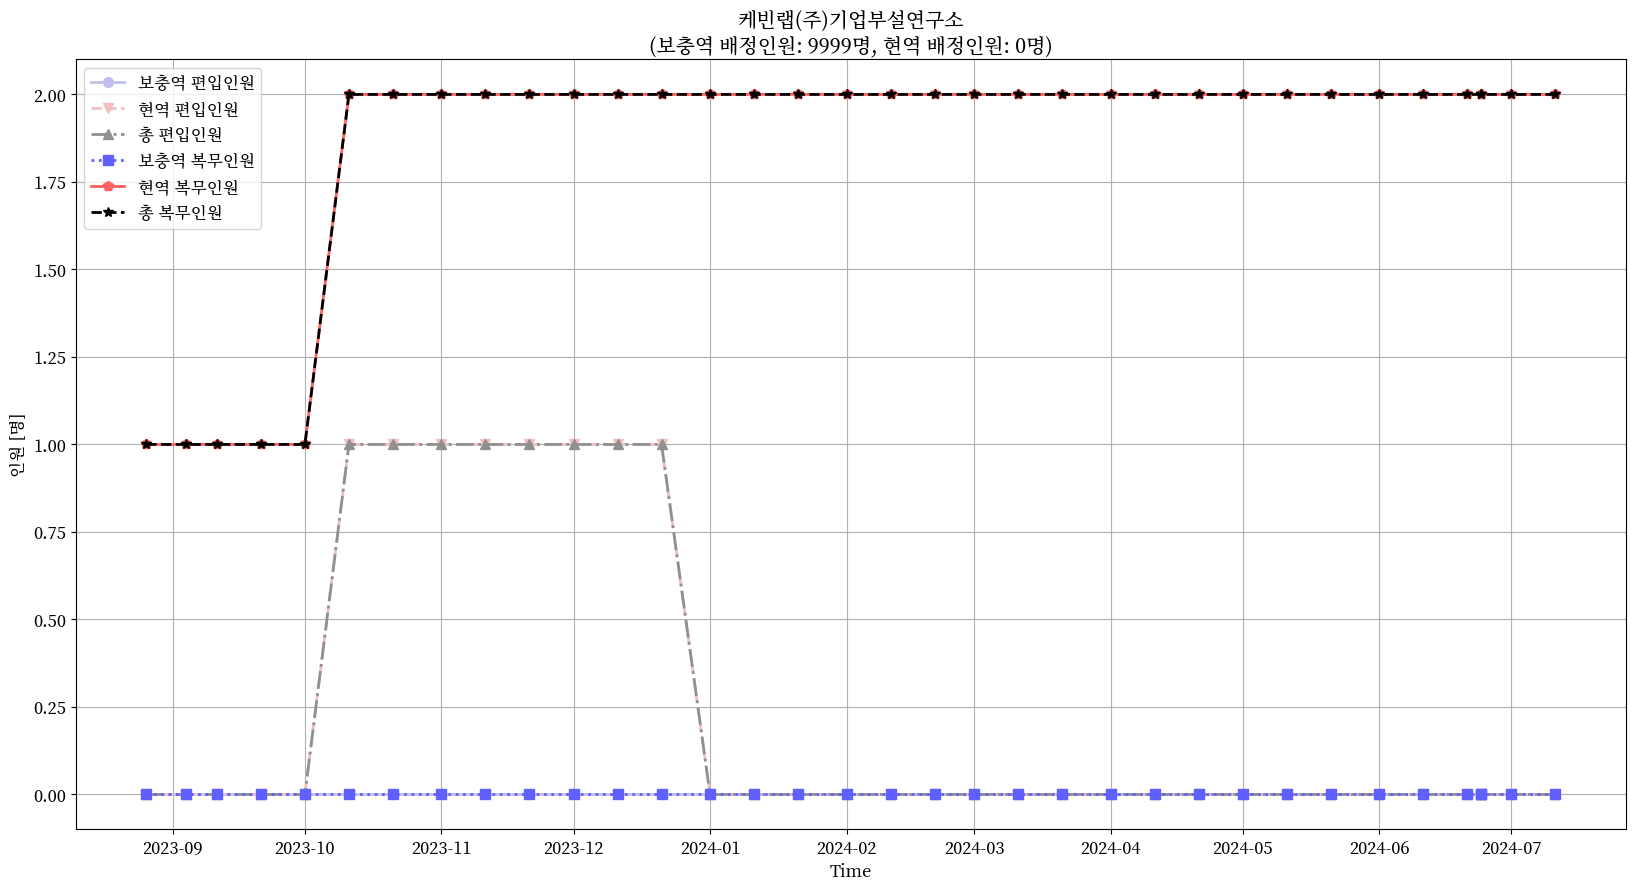 케빈랩(주)기업부설연구소
(보충역 배정인원: 9999명, 현역 배정인원: 0명)
보충역 편입인원
현역 편입인원
총 편입인원
보충역 복무인원
현역 복무인원
총 복무인원
2.00
1.75
1.50
1.25
1.00
0.75
0.50
0.25
0.00
인원 [명]
2023-09
2023-10
2023-11
2023-12
2024-01
2024-02
2024-03
2024-04
2024-05
2024-06
2024-07
Time